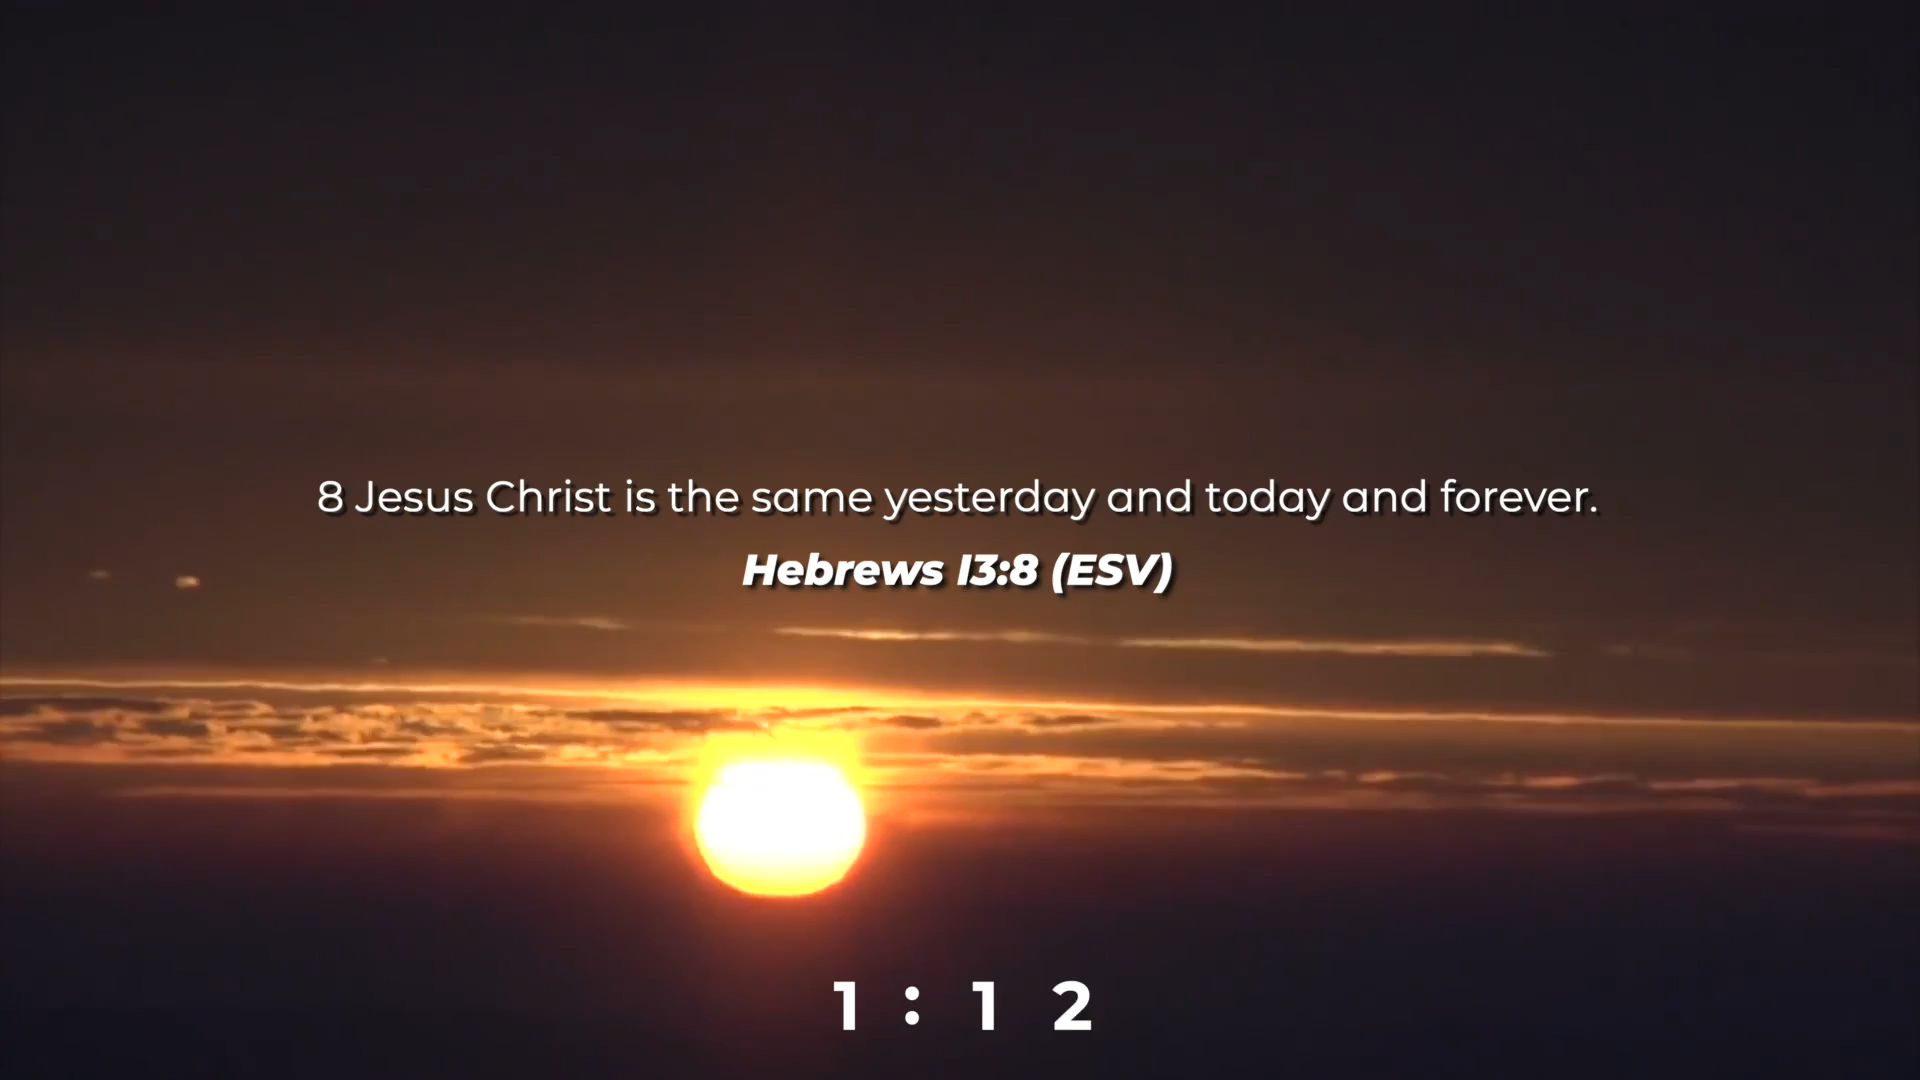 8 Jesus Christ is the same yesterday and today and forever.
Hebrews 13:8 (ESV)
1 : 1 2